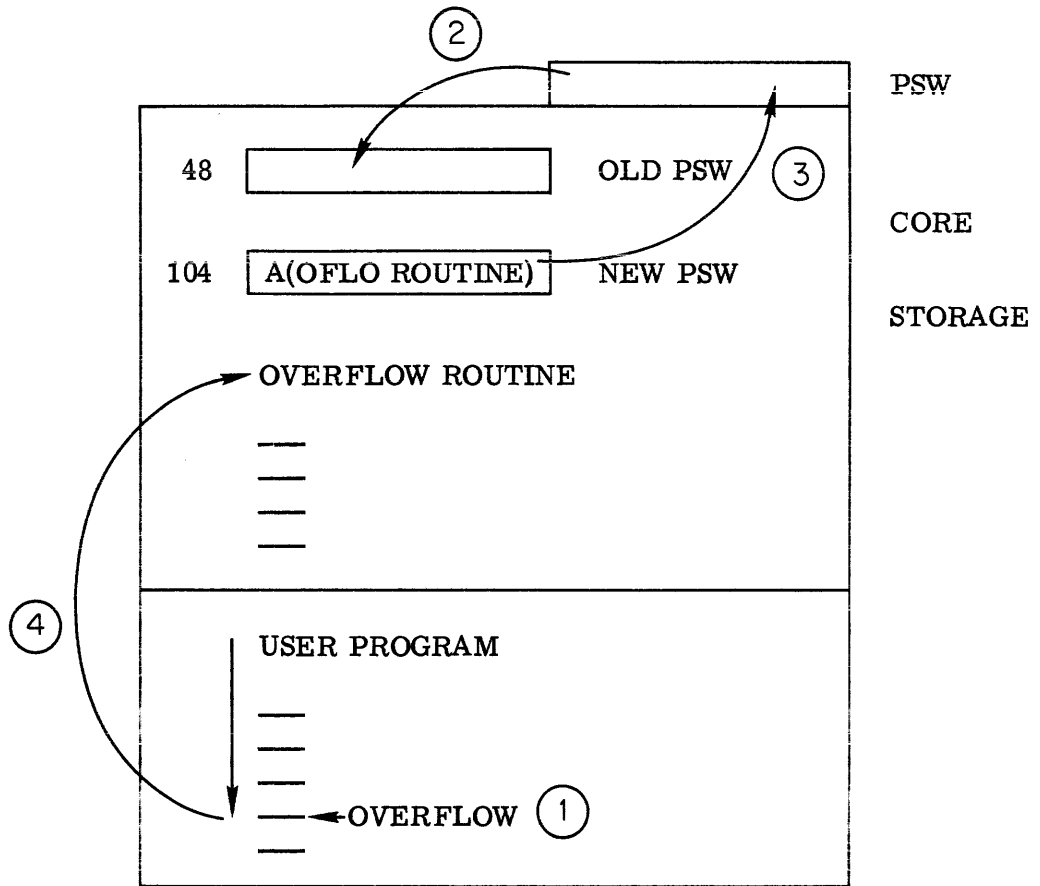 2
PSW
48 OLD PSW
3
CORE
104 A(OFLO ROUTINE) NEW PSW
STORAGE
OVERFLOW ROUTINE
4
USER PROGRAM
OVERFLOW 1